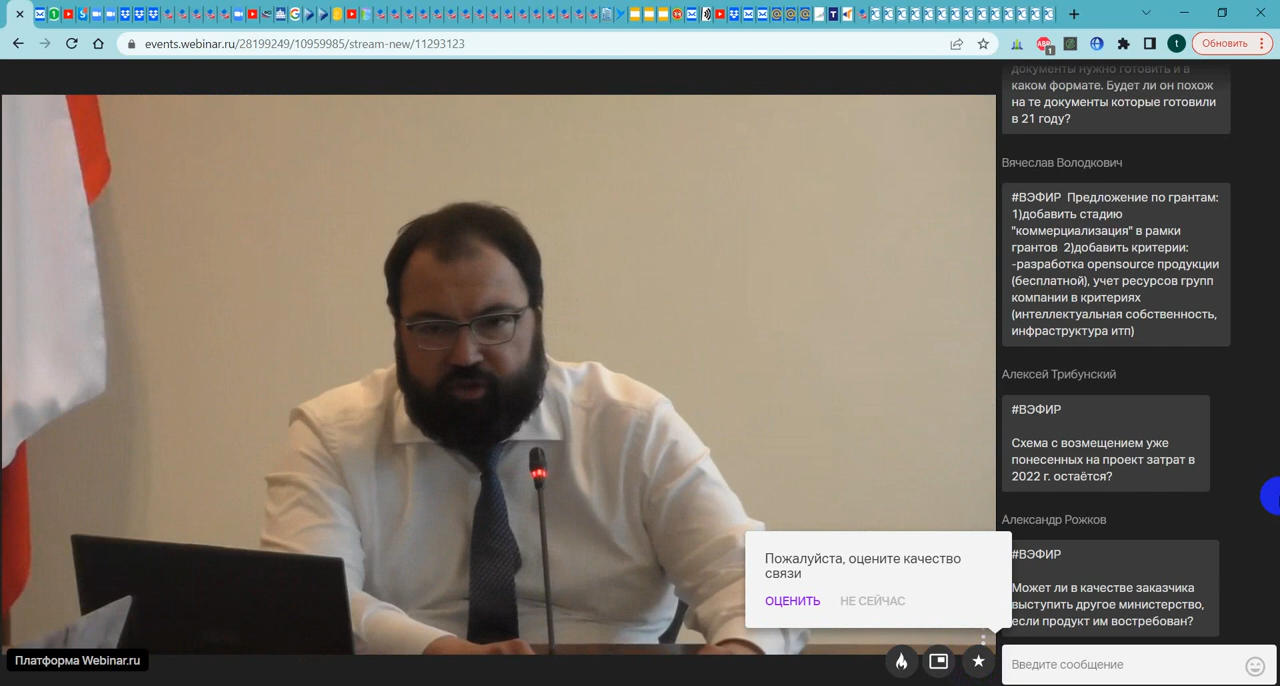 events.webinar.ru/28199249/10959985/stream-new/11293123
Обновить
документы нужно готовить и в
каком формате. Будет ли он похож
на те документы которые готовили
в 21 году?
Вячеслав Володкович
#ВЭФИР Предложение по грантам:
1)добавить стадию
"коммерциализация" в рамки
грантов 2)добавить критерии:
-разработка opensource продукции
(бесплатной), учет ресурсов групп
компании в критериях
(интеллектуальная собственность,
инфраструктура итп)
Алексей Трибунский
#ВЭФИР
Схема с возмещением уже
понесенных на проект затрат в
2022 г. остаётся?
Александр Рожков
#ВЭФИР
Может ли в качестве заказчика
выступить другое министерство,
если продукт им востребован?
Пожалуйста, оцените качество
связи
ОЦЕНИТЬ НЕ СЕЙЧАС
Платформа Webinar.ru
Введите сообщение